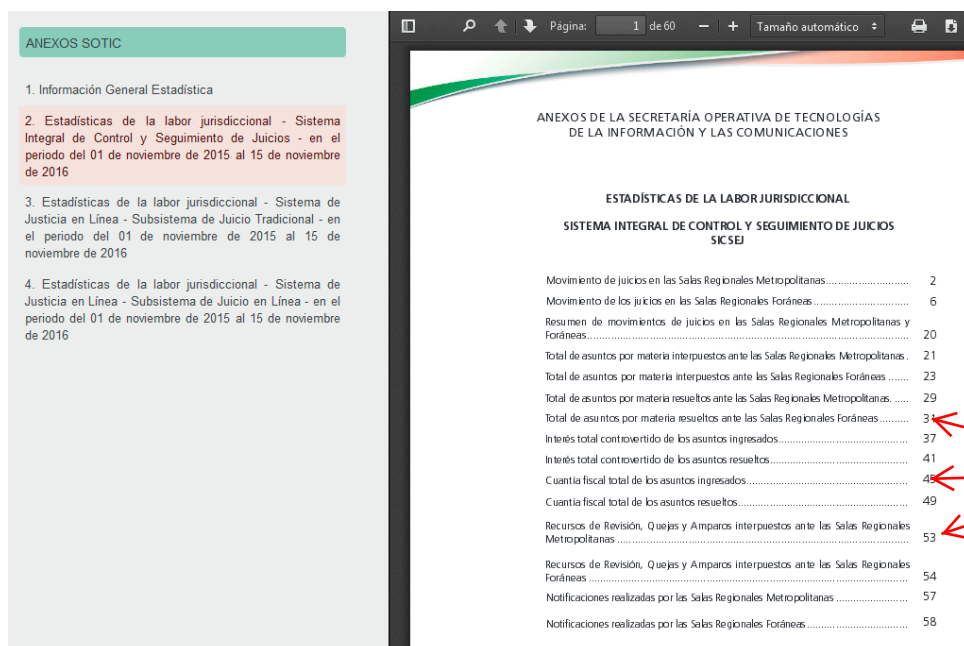 ANEXOS SOTIC
1. Información General Estadística
2. Estadísticas de la labor jurisdiccional - Sistema
Integral de Control y Seguimiento de Juicios - en el
periodo del 01 de noviembre de 2015 al 15 de noviembre
de 2016
3. Estadísticas de la labor jurisdiccional - Sistema de
Justicia en Línea - Subsistema de Juicio Tradicional - en
el periodo del 01 de noviembre de 2015 al 15 de
noviembre de 2016
4. Estadísticas de la labor jurisdiccional - Sistema de
Justicia en Línea - Subsistema de Juicio en Línea - en el
periodo del 01 de noviembre de 2015 al 15 de noviembre
de 2016
Página: 1 de 60 Tamaño automático
ANEXOS DE LA SECRETARÍA OPERATIVA DE TECNOLOGÍAS
DE LA INFORMACIÓN Y LAS COMUNICACIONES
ESTADÍSTICAS DE LA LABOR JURISDICCIONAL
SISTEMA INTEGRAL DE CONTROL Y SEGUIMIENTO DE JUICIOS
SICSEJ
Movimiento de juicios en las Salas Regionales Metropolitanas............................ 2
Movimiento de los juicios en las Salas Regionales Foráneas................................ 6
Resumen de movimientos de juicios en las Salas Regionales Metropolitanas y
Foráneas.................................................................................................... 20
Total de asuntos por materia interpuestos ante las Salas Regionales Metropolitanas. 21
Total de asuntos por materia interpuestos ante las Salas Regionales Foráneas ....... 23
Total de asuntos por materia resueltos ante las Salas Regionales Metropolitanas. ..... 29
Total de asuntos por materia resueltos ante las Salas Regionales Foráneas.......... 31
Interés total controvertido de los asuntos ingresados............................................ 37
Interés total controvertido de los asuntos resueltos.............................................. 41
Cuantía fiscal total de los asuntos ingresados...................................................... 45
Cuantía fiscal total de los asuntos resueltos......................................................... 49
Recursos de Revisión, Quejas y Amparos interpuestos ante las Salas Regionales
Metropolitanas ........................................................................................... 53
Recursos de Revisión, Quejas y Amparos interpuestos ante las Salas Regionales
Foráneas .................................................................................................... 54
Notificaciones realizadas por las Salas Regionales Metropolitanas ........................ 57
Notificaciones realizadas por las Salas Regionales Foráneas.................................. 58